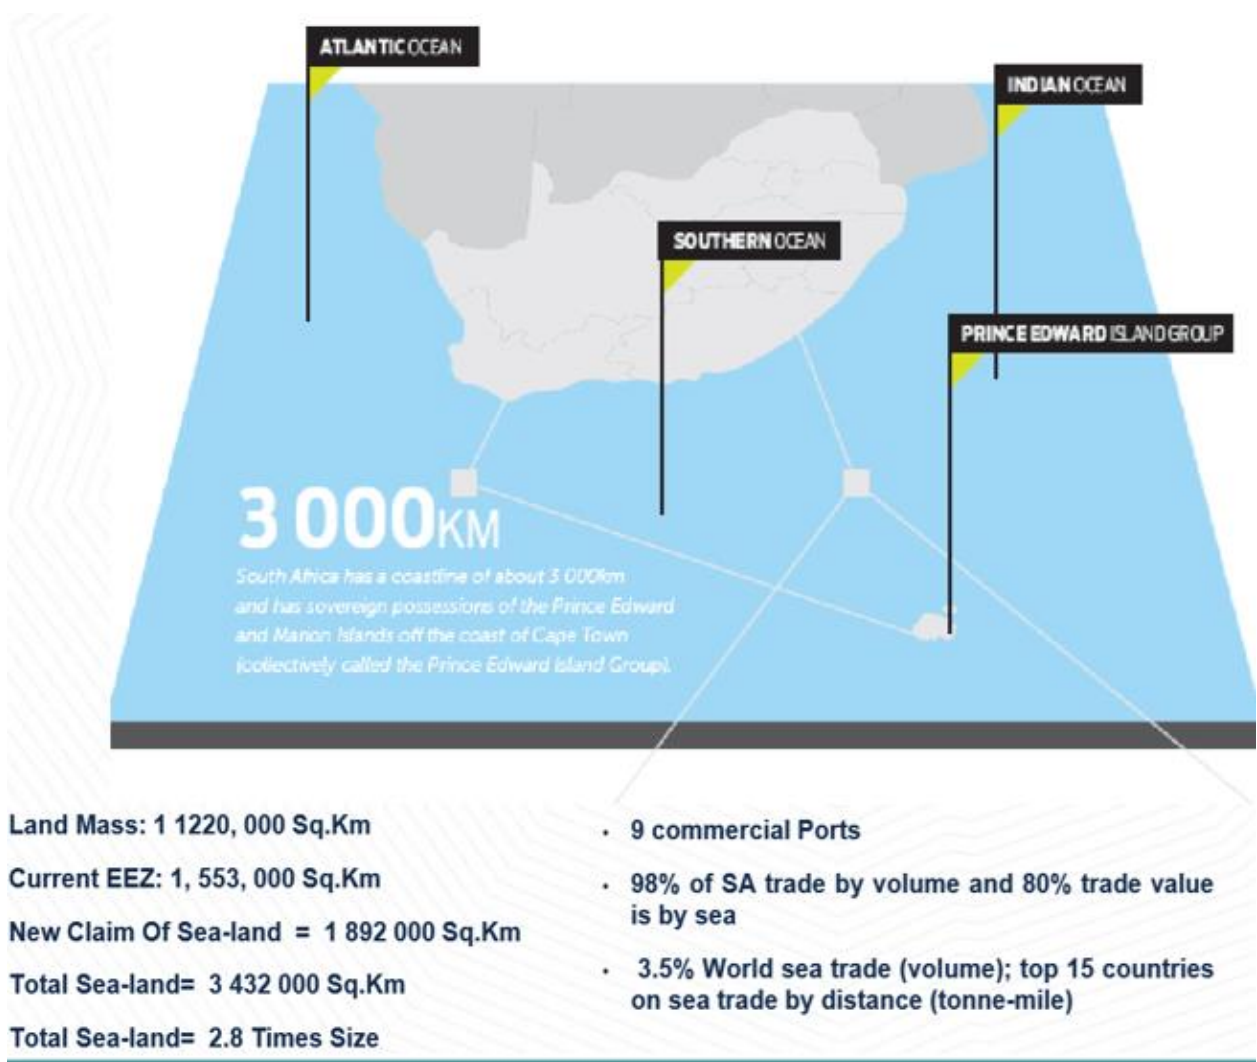 ATLANTIC OCEAN
INDIAN OCEAN
SOUTHERN OCEAN
PRINCE EDWARD ISLAND GROUP
3 000KM
South Africa has a coastline of about 3 000km
and has sovereign possessions of the Prince Edward
and Marion Islands off the coast of Cape Town
(collectively called the Prince Edward Island Group).
Land Mass: 1 1220, 000 Sq.Km
Current EEZ: 1, 553, 000 Sq.Km
New Claim Of Sea-land = 1 892 000 Sq.Km
Total Sea-land= 3 432 000 Sq.Km
Total Sea-land= 2.8 Times Size
• 9 commercial Ports
• 98% of SA trade by volume and 80% trade value
is by sea
• 3.5% World sea trade (volume); top 15 countries
on sea trade by distance (tonne-mile)